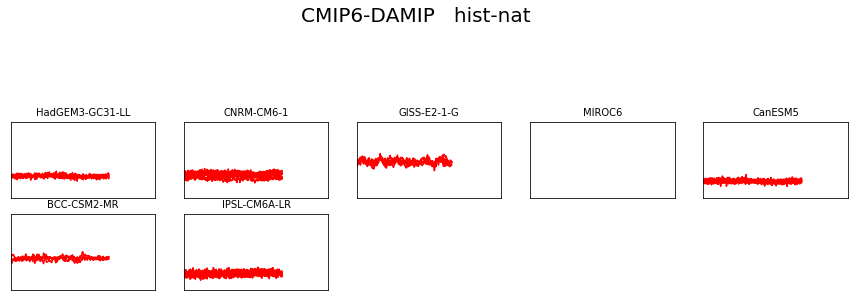 CMIP6-DAMIP   hist-nat
HadGEM3-GC31-LL
CNRM-CM6-1
GISS-E2-1-G
MIROC6
CanESM5
BCC-CSM2-MR
IPSL-CM6A-LR